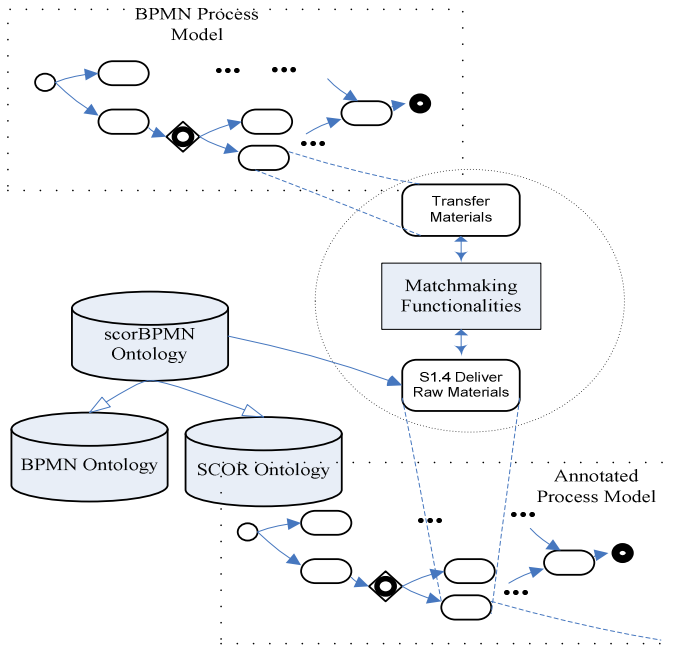 BPMN Process
Model
Transfer
Materials
Matchmaking
Functionalities
scorBPMN
Ontology
S1.4 Deliver
Raw Materials
BPMN Ontology
SCOR Ontology
Annotated
Process Model